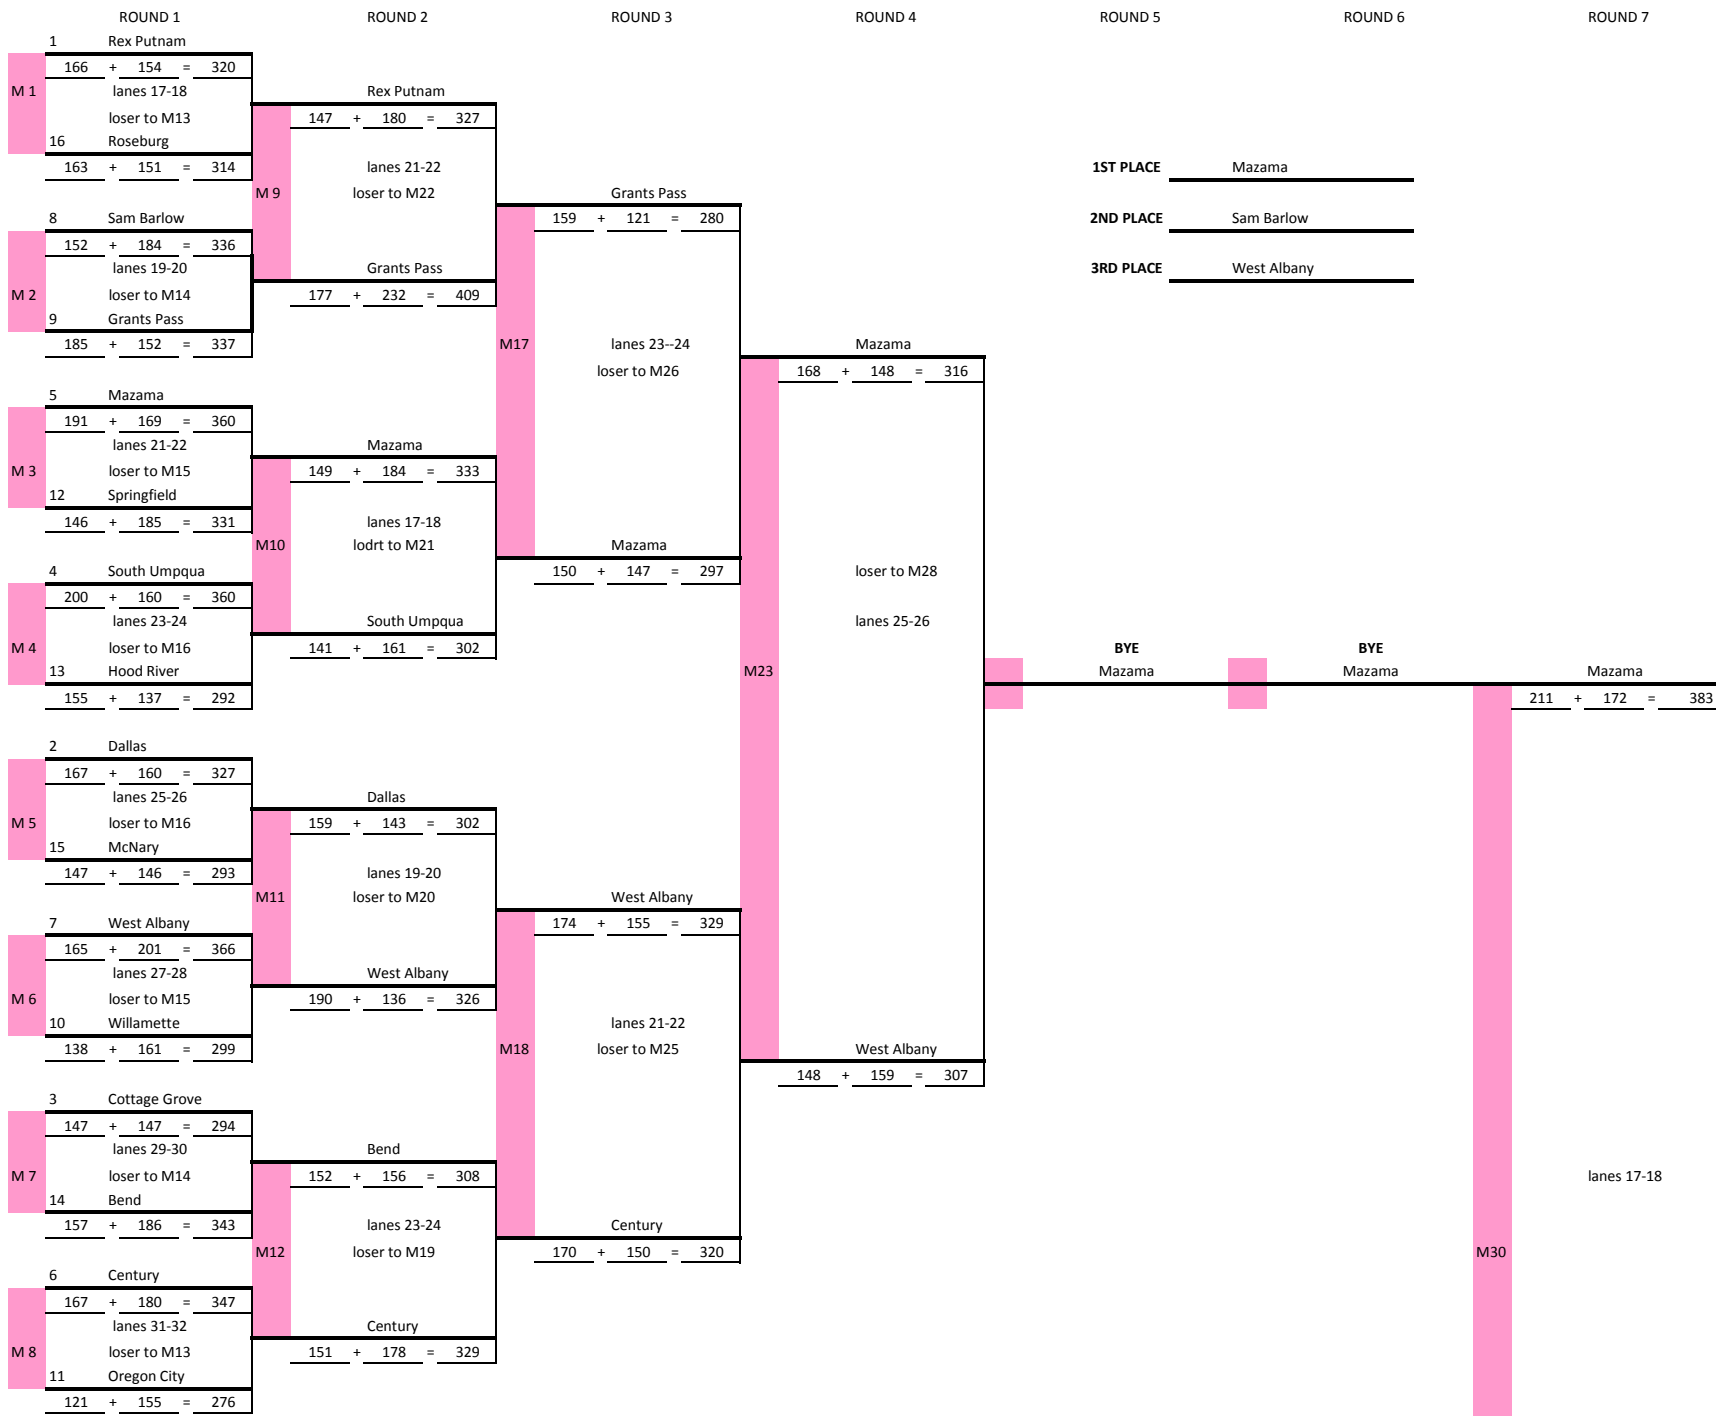 ROUND 1 ROUND 2 ROUND 3 ROUND 4 ROUND 5 ROUND 6 ROUND 7
1 Rex Putnam
166 + 154 = 320
M 1 lanes 17-18
loser to M13
16 Roseburg
163 + 151 = 314
8 Sam Barlow
152 + 184 = 336
lanes 19-20
M 2 loser to M14
9 Grants Pass
185 + 152 = 337
5 Mazama
191 + 169 = 360
lanes 21-22
M 3 loser to M15
12 Springfield
146 + 185 = 331
4 South Umpqua
200 + 160 = 360
lanes 23-24
M 4 loser to M16
13 Hood River
155 + 137 = 292
2 Dallas
167 + 160 = 327
lanes 25-26
M 5 loser to M16
15 McNary
147 + 146 = 293
7 West Albany
165 + 201 = 366
lanes 27-28
M 6 loser to M15
10 Willamette
138 + 161 = 299
3 Cottage Grove
147 + 147 = 294
lanes 29-30
M 7 loser to M14
14 Bend
157 + 186 = 343
6 Century
167 + 180 = 347
lanes 31-32
M 8 loser to M13
11 Oregon City
121 + 155 = 276
Rex Putnam
147 + 180 = 327
lanes 21-22
M 9 loser to M22
Grants Pass
177 + 232 = 409
Mazama
149 + 184 = 333
lanes 17-18
M10 lodrt to M21
South Umpqua
141 + 161 = 302
Dallas
159 + 143 = 302
lanes 19-20
M11 loser to M20
West Albany
190 + 136 = 326
Bend
152 + 156 = 308
lanes 23-24
M12 loser to M19
Century
151 + 178 = 329
Grants Pass
159 + 121 = 280
M17 lanes 23--24
loser to M26
Mazama
150 + 147 = 297
West Albany
174 + 155 = 329
lanes 21-22
M18 loser to M25
Century
170 + 150 = 320
Mazama
168 + 148 = 316
loser to M28
lanes 25-26
M23
West Albany
148 + 159 = 307
1ST PLACE Mazama
2ND PLACE Sam Barlow
3RD PLACE West Albany
BYE
Mazama
BYE
Mazama
Mazama
211 + 172 = 383
lanes 17-18
M30